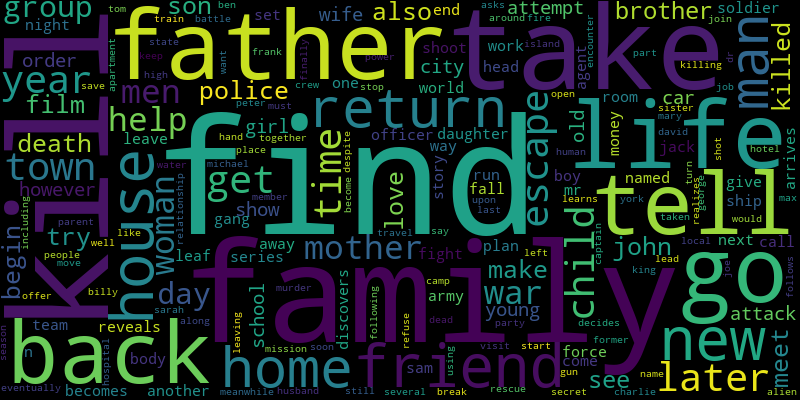 group
night
tom
train
battle
set
ben
wife
also
end
asks
around
fire
attempt
brother
soldier
son
father
take
year
order
apartment
state
keep
high
want
frank
finally
power
shoot
work
island
head
city
agent
encounter
part
killing
join
dr
man
killed
film
save
men
police
one
stop
crew
world
room
car
job
open
kill
death
help
peter
must
return
officer
daughter
escape
old
money
sister
mary
david
shot
hotel
life
arrives
town
leave
hand
together
girl
place
time
way
boy
human
jack
however
house
woman
relationship
water
michael
get
find
become
despite
story
run
fall
mr
named
learns
turn
realizes
george
give
max
parent
including
member
love
upon
last
ship
york
taken
would
tell
try
show
gang
travel
say
begin
well
like
mother
fight
plan
left
child
captain
john
next
call
people
move
leaf
away
series
family
make
local
lead
joe
go
follows
offer
billy
day
school
murder
discovers
following
camp
army
war
young
king
attack
sarah
dead
party
decides
former
team
reveals
along
leaving
refuse
mission
soon
start
force
new
meet
season
back
n
body
hospital
home
friend
sam
using
visit
come
gun
see
name
later
eventually
becomes
another
meanwhile
husband
still
several
break
rescue
secret
charlie
alien